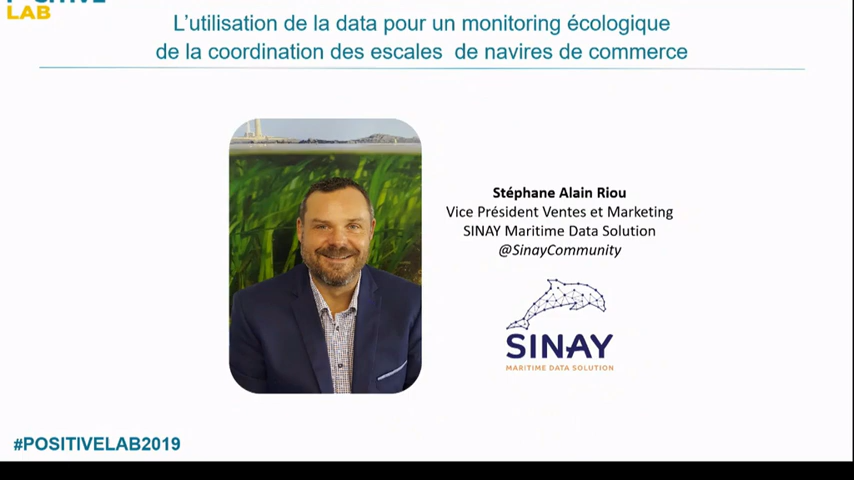 LAB
L'utilisation de la data pour un monitoring écologique
de la coordination des escales de navires de commerce
Stéphane Alain Riou
Vice Président Ventes et Marketing
SINAY Maritime Data Solution
@SinayCommunity
SINAY
MARITIME DATA SOLUTION
#POSITIVELAB2019